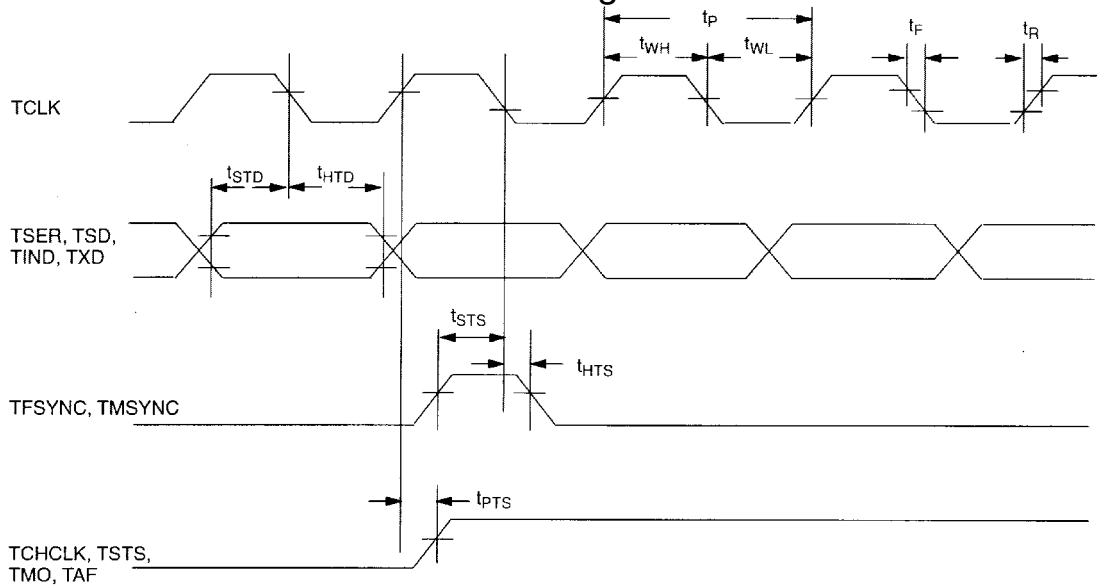 tP
tWH tWL tF tR
TCLK
tSTD tHTD
TSER, TSD,
TIND, TXD
tSTS
tHTS
TFSYNC, TMSYNC
tPTS
TCHCLK, TSTS,
TMO, TAF